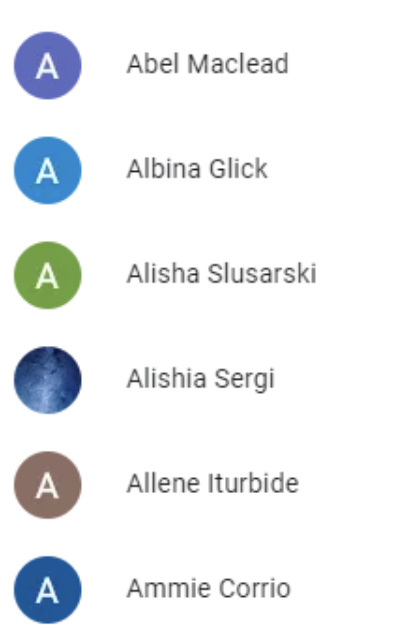 A Abel Maclead
A Albina Glick
A Alisha Slusarski
Alishia Sergi
A Allene Iturbide
A Ammie Corrio